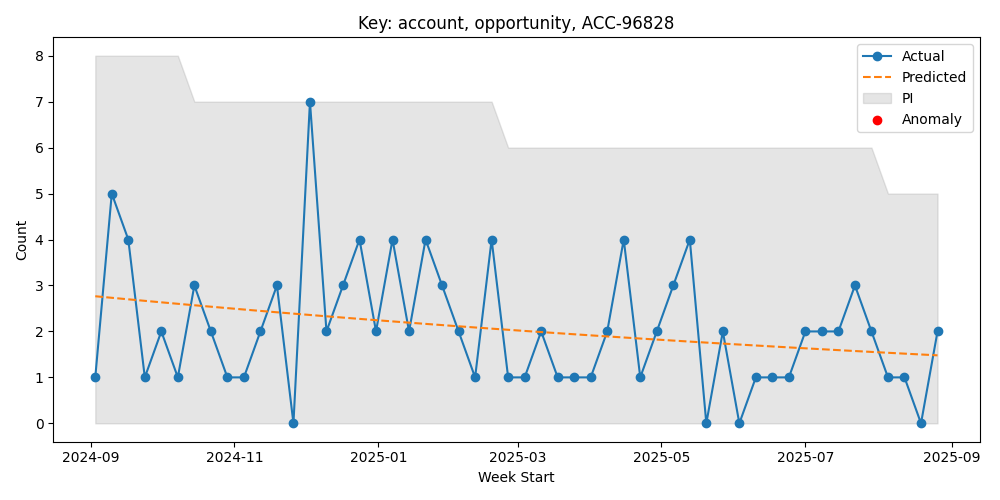 Key: account, opportunity, ACC-96828
Actual
Predicted
PI
Anomaly
Count
8
7
6
5
4
3
2
1
0
2024-09
2024-11
2025-01
2025-03
2025-05
2025-07
2025-09
Week Start